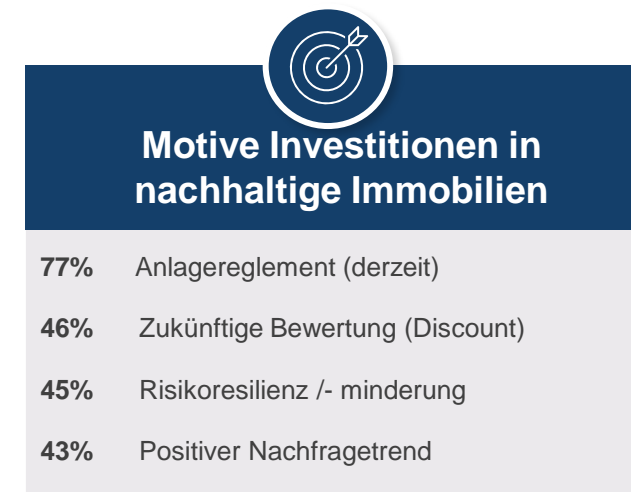 Motive Investitionen in
nachhaltige Immobilien
77% Anlagereglement (derzeit)
46% Zukünftige Bewertung (Discount)
45% Risikoresilienz /- minderung
43% Positiver Nachfragetrend